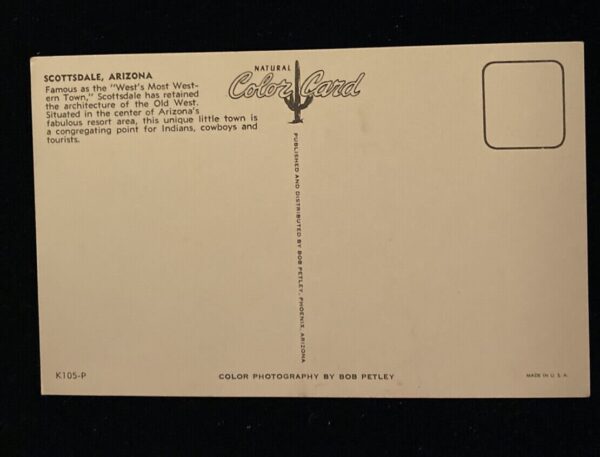 SCOTTSDALE, ARIZONA
Famous as the "West's Most West-
ern Town," Scottsdale has retained
the architecture of the Old West.
Situated in the center of Arizona's
fabulous resort area, this unique little town is
a congregating point for Indians, cowboys and
tourists.
NATURAL
Color Card
PUBLISHED AND DISTRIBUTED BY BOB PETLEY, PHOENIX, ARIZONA
K105-P
COLOR PHOTOGRAPHY BY BOB PETLEY
MADE IN U.S.A.